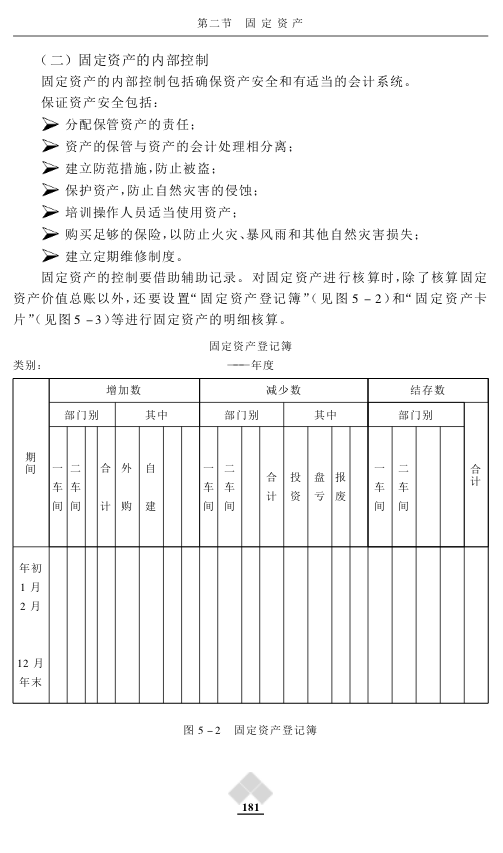 第二节 固定资产
（二）固定资产的内部控制
固定资产的内部控制包括确保资产安全和有适当的会计系统。
保证资产安全包括：
➢ 分配保管资产的责任；
➢ 资产的保管与资产的会计处理相分离；
➢ 建立防范措施,防止被盗；
➢ 保护资产,防止自然灾害的侵蚀；
➢ 培训操作人员适当使用资产；
➢ 购买足够的保险,以防止火灾、暴风雨和其他自然灾害损失；
➢ 建立定期维修制度。
固定资产的控制要借助辅助记录。对固定资产进行核算时,除了核算固定
资产价值总账以外,还要设置“固定资产登记簿”（见图5－2）和“固定资产卡
片”（见图5－3）等进行固定资产的明细核算。
固定资产登记簿
类别： ——年度
期间 增加数 减少数 结存数
部门别 其中 部门别 其中 部门别 合计
一车间 二车间 合计 外购 自建 一车间 二车间 合计 投资 盘亏 报废 一车间 二车间
年初
1 月
2 月
12 月
年末
图 5－2 固定资产登记簿
181